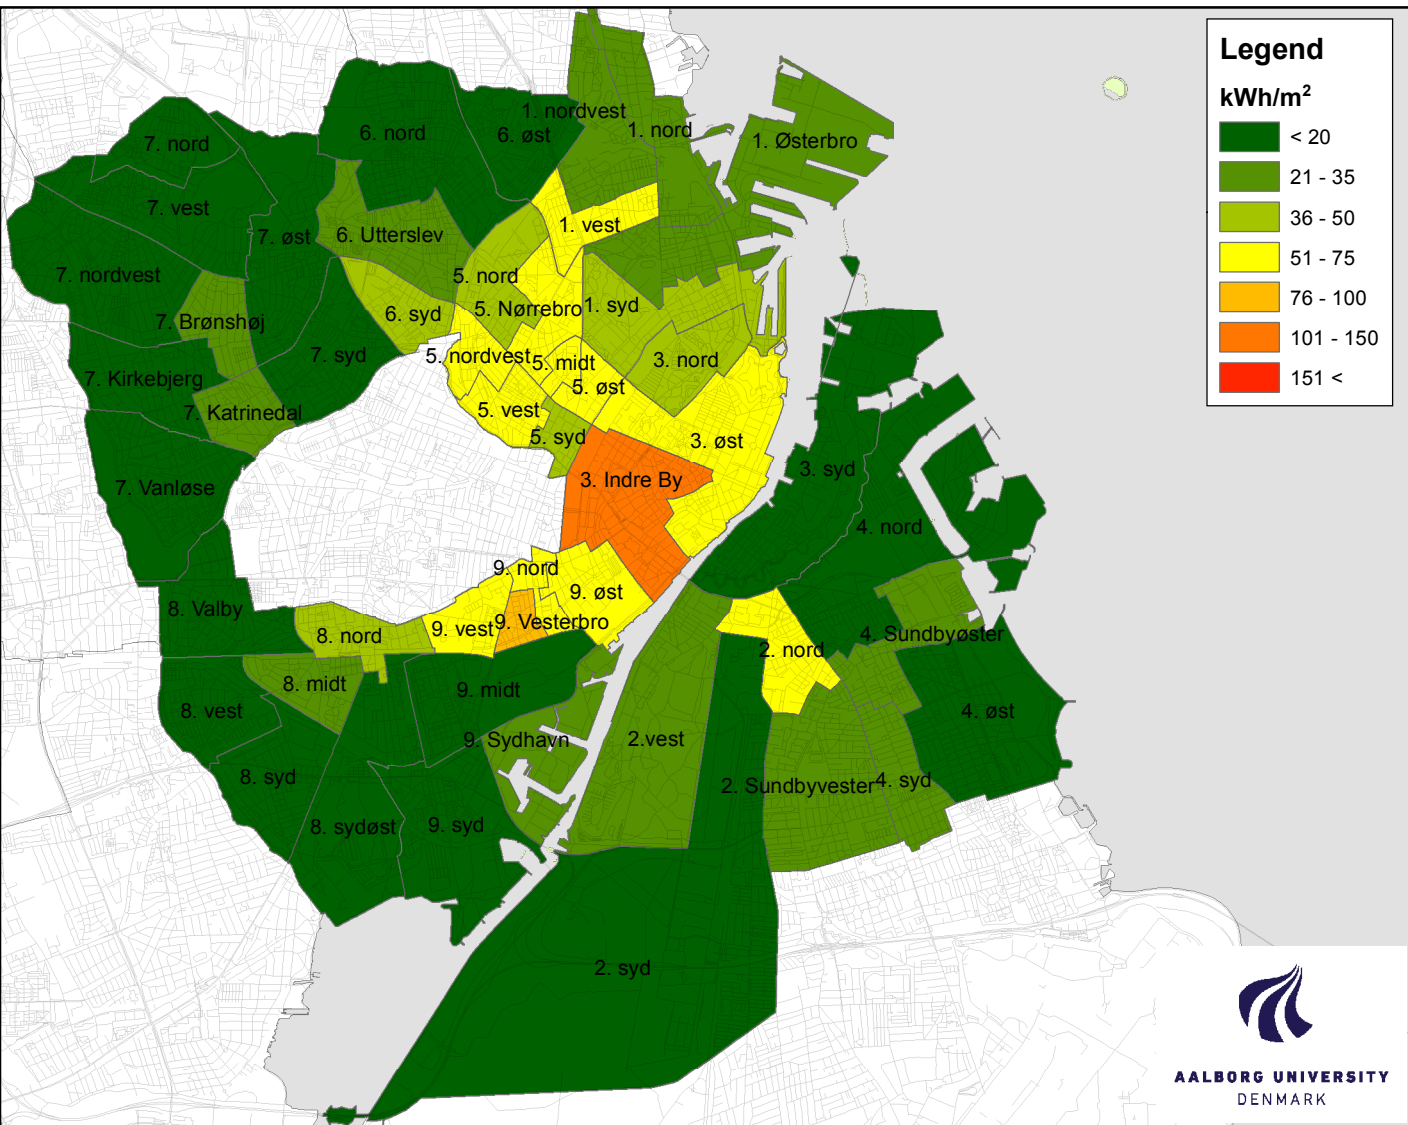 Legend
kWh/m²
< 20
21 - 35
36 - 50
51 - 75
76 - 100
101 - 150
151 <
1. nordvest
1. nord
6. nord
6. øst
1. Østerbro
7. nord
7. vest
1. vest
7. øst
6. Utterslev
7. nordvest
5. nord
5. Nørrebro
1. syd
6. syd
7. Brønshøj
7. syd
5. nordvest
5. midt
3. nord
7. Kirkebjerg
5. øst
7. Katrinedal
5. vest
5. syd
3. øst
3. syd
3. Indre By
7. Vanløse
4. nord
9. nord
9. øst
8. Valby
9. Vesterbro
9. vest
8. nord
4. Sundbyøster
2. nord
8. midt
9. midt
8. vest
4. øst
9. Sydhavn
2.vest
8. syd
2. Sundbyvester
4. syd
8. sydøst
9. syd
2. syd
AALBORG UNIVERSITY
DENMARK